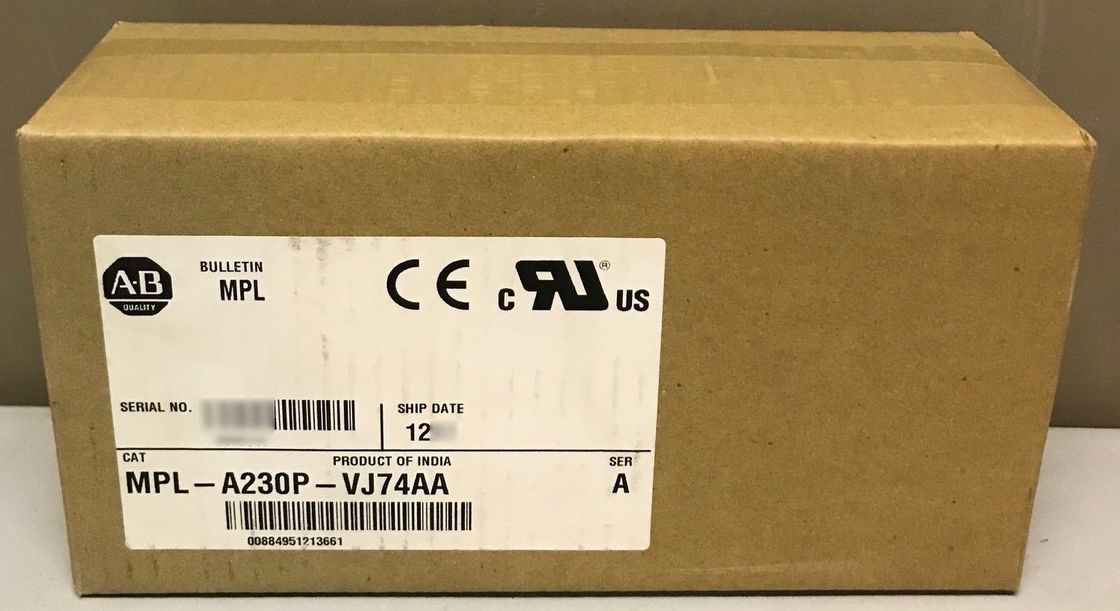 A·B
QUALITY
BULLETIN
MPL
CE
C RU ® US
SERIAL NO.
SHIP DATE
12
CAT
PRODUCT OF INDIA
SER
MPL-A230P-VJ74AA
A
00884951213661